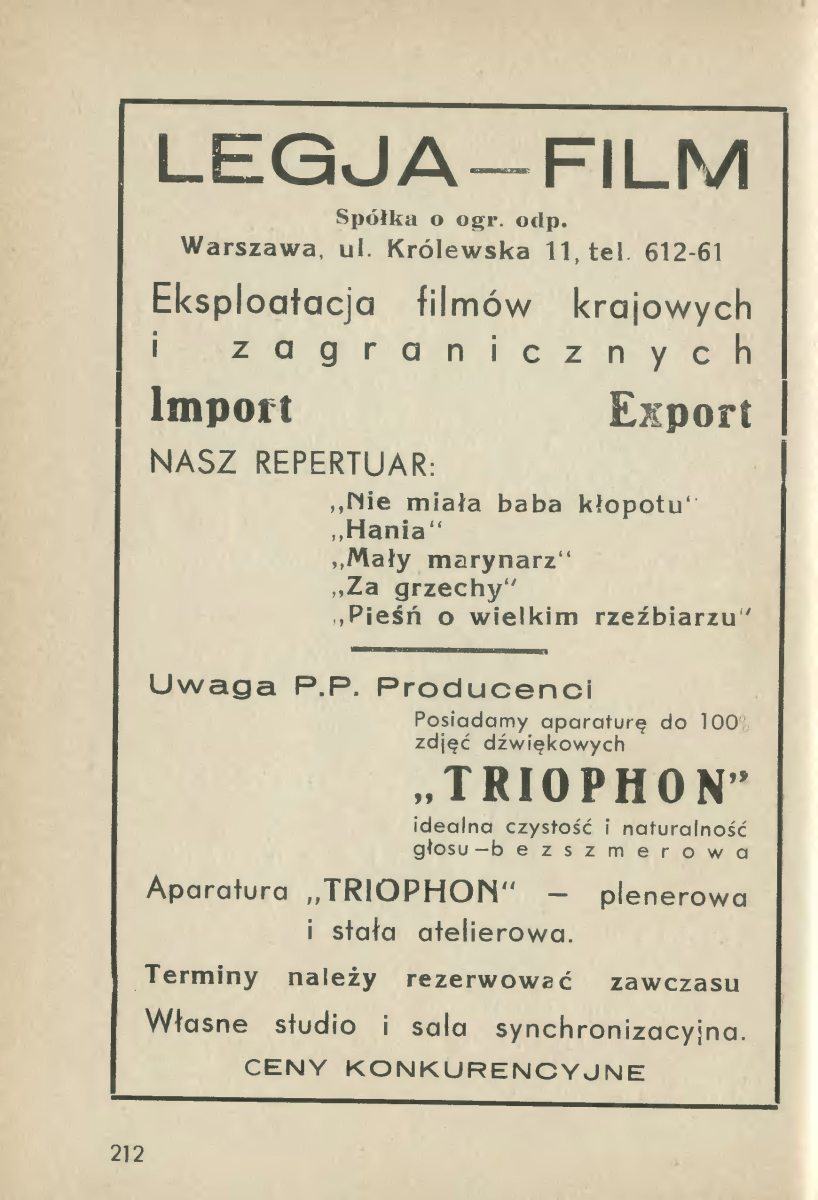 LEGJA—FILM
Spółka o ogr. odp.
Warszawa, ul. Królewska 11, tel. 612-61
Eksploatacja filmów krajowych
i zagranicznych
Import Export
NASZ REPERTUAR:
„Nie miała baba kłopotu"
„Hania"
„Mały marynarz"
„Za grzechy"
„Pieśń o wielkim rzeźbiarzu"
Uwaga P.P. Producenci
Posiadamy aparaturę do 100%
zdjęć dźwiękowych
„TRIOPHON”
idealna czystość i naturalność
głosu—bezszmerowa
Aparatura „TRIOPHON" — plenerowa
i stała atelierowa.
Terminy należy rezerwować zawczasu
Własne studio i sala synchronizacyjna.
CENY KONKURENCYJNE
212